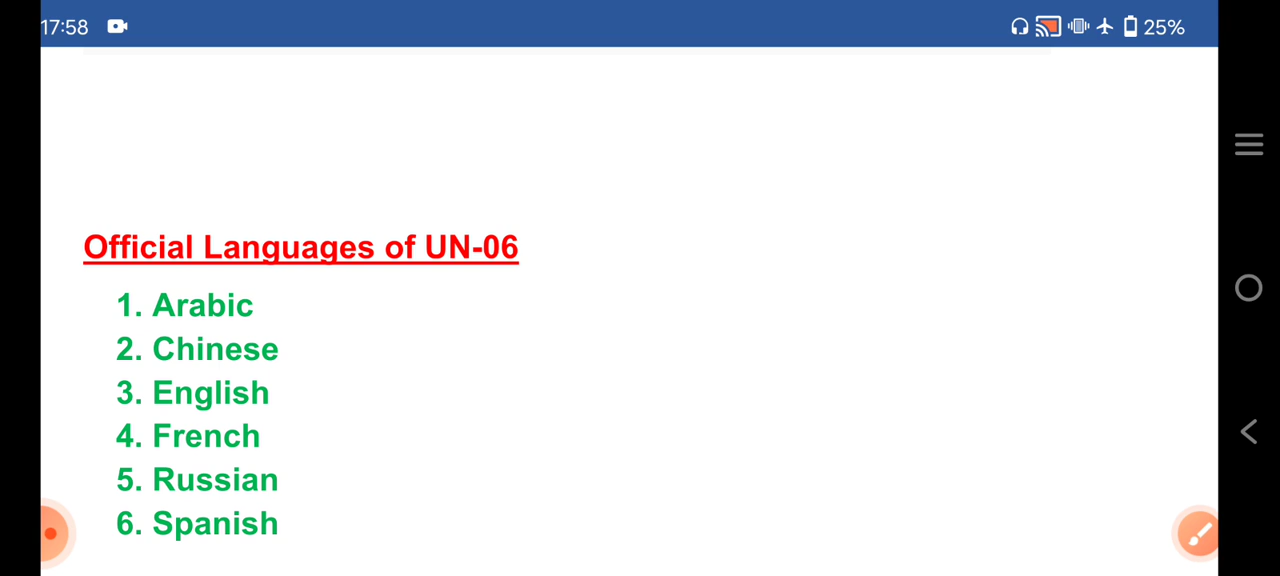 17:58 25%
Official Languages of UN-06
1. Arabic
2. Chinese
3. English
4. French
5. Russian
6. Spanish